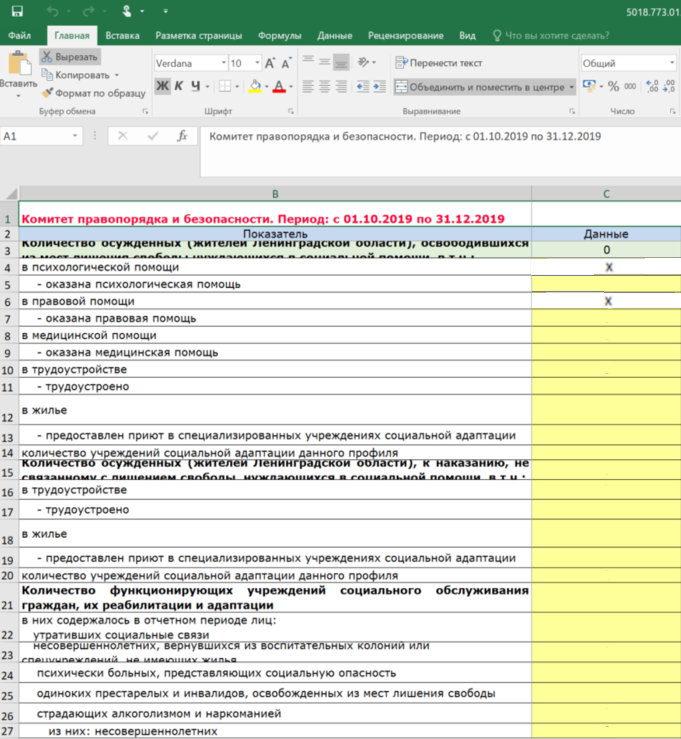 5018.773.01
Файл Главная Вставка Разметка страницы Формулы Данные Рецензирование Вид Что вы хотите сделать?
Вставить
Вырезать
Копировать
Формат по образцу
Буфер обмена
Verdana 10
Ж К Ч
Шрифт
Перенести текст
Объединить и поместить в центре
Выравнивание
Общий
% 000
Число
A1 fx Комитет правопорядка и безопасности. Период: с 01.10.2019 по 31.12.2019
B C
1 Комитет правопорядка и безопасности. Период: с 01.10.2019 по 31.12.2019
2 Показатель Данные
3 Количество осужденных (жителей Ленинградской области), освободившихся 0
из мест лишения свободы нуждающихся в социальной помощи, в т.ч.:
4 в психологической помощи X
5 - оказана психологическая помощь
6 в правовой помощи X
7 - оказана правовая помощь
8 в медицинской помощи
9 - оказана медицинская помощь
10 в трудоустройстве
11 - трудоустроено
12 в жилье
13 - предоставлен приют в специализированных учреждениях социальной адаптации
14 количество учреждений социальной адаптации данного профиля
15 Количество осужденных (жителей Ленинградской области), к наказанию, не
связанному с лишением свободы, нуждающихся в социальной помощи, в т.ч.:
16 в трудоустройстве
17 - трудоустроено
18 в жилье
19 - предоставлен приют в специализированных учреждениях социальной адаптации
20 количество учреждений социальной адаптации данного профиля
21 Количество функционирующих учреждений социального обслуживания
граждан, их реабилитации и адаптации
22 в них содержалось в отчетном периоде лиц:
утративших социальные связи
23 несовершеннолетних, вернувшихся из воспитательных колоний или
спецучреждений, не имеющих жилья
24 психически больных, представляющих социальную опасность
25 одиноких престарелых и инвалидов, освобожденных из мест лишения свободы
26 страдающих алкоголизмом и наркоманией
27 из них: несовершеннолетних